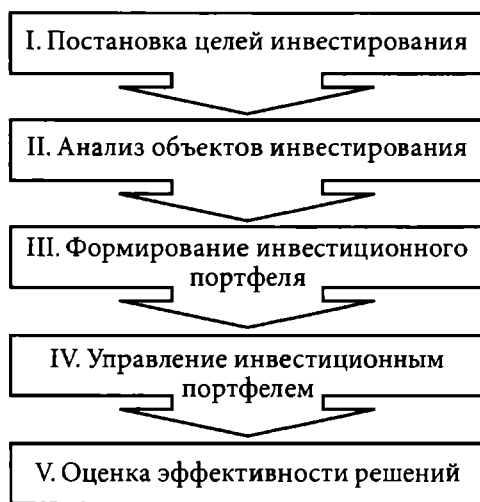 I. Постановка целей инвестирования
II. Анализ объектов инвестирования
III. Формирование инвестиционного
портфеля
IV. Управление инвестиционным
портфелем
V. Оценка эффективности решений